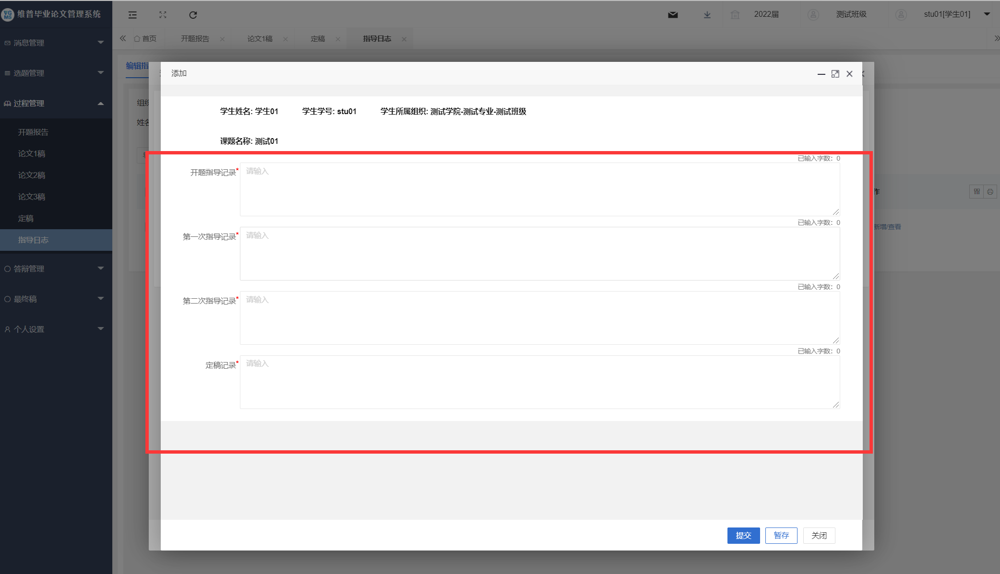 维普毕业论文管理系统
2022届
测试班级
stu01[学生01]
首页
开题报告
论文1稿
定稿
指导日志
消息管理
选题管理
过程管理
开题报告
论文1稿
论文2稿
论文3稿
定稿
指导日志
答辩管理
最终稿
个人设置
编辑指
组织
姓名
添加
学生姓名: 学生01 学生学号: stu01 学生所属组织: 测试学院-测试专业-测试班级
课题名称: 测试01
已输入字数：0
开题指导记录*
请输入
已输入字数：0
第一次指导记录*
请输入
已输入字数：0
第二次指导记录*
请输入
已输入字数：0
定稿记录*
请输入
作
新增/查看
提交
暂存
关闭